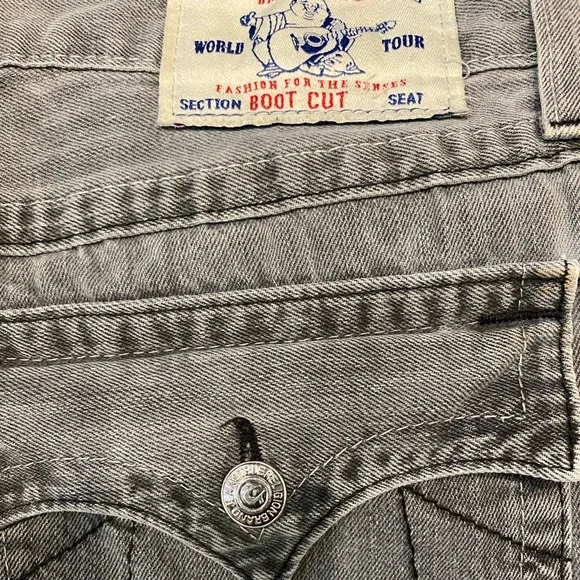 WORLD TOUR
FASHION FOR THE SENSES
SECTION BOOT CUT SEAT